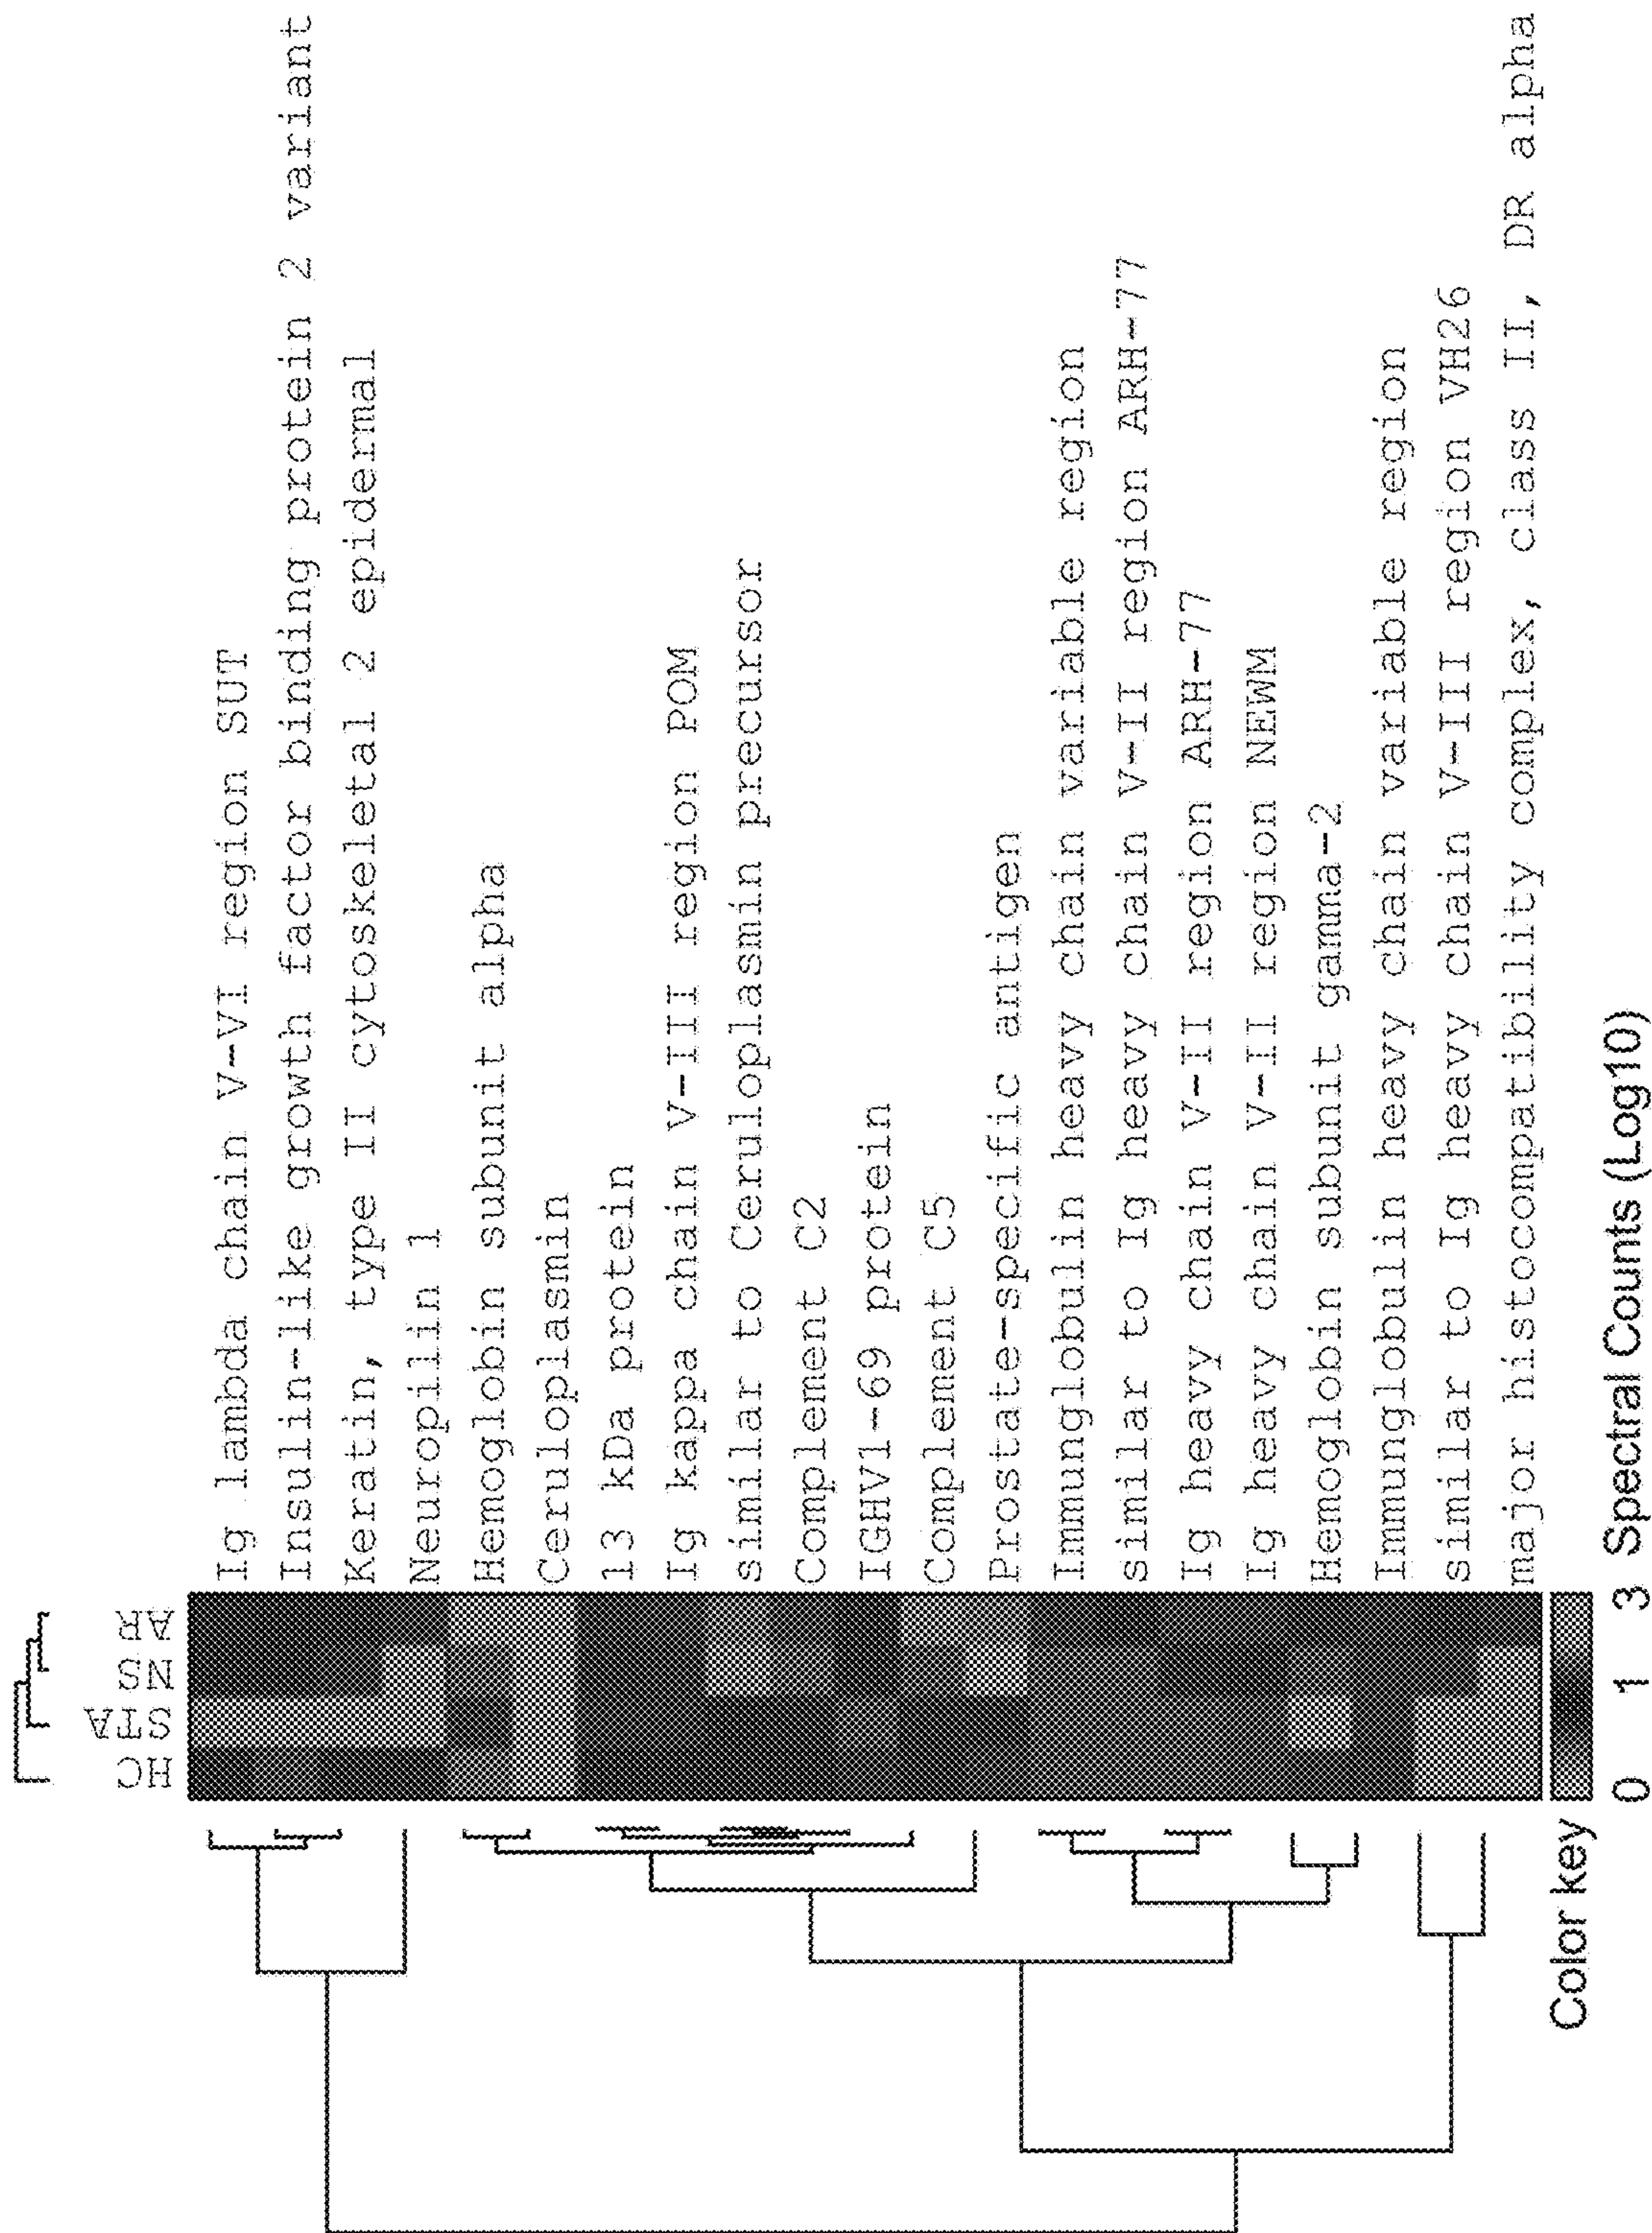 HC
STA
NS
AR
Ig lambda chain V-VI region SUT
Insulin-like growth factor binding protein 2 variant
Keratin, type II cytoskeletal 2 epidermal
Neuropilin 1
Hemoglobin subunit alpha
Ceruloplasmin
13 kDa protein
Ig kappa chain V-III region POM
similar to Ceruloplasmin precursor
Complement C2
IGHV1-69 protein
Complement C5
Prostate-specific antigen
Immunglobulin heavy chain variable region
similar to Ig heavy chain V-II region ARH-77
Ig heavy chain V-II region ARH-77
Ig heavy chain V-II region NEWM
Hemoglobin subunit gamma-2
Immunglobulin heavy chain variable region
similar to Ig heavy chain V-III region VH26
major histocompatibility complex, class II, DR alpha
Color key
0 1 3 Spectral Counts (Log10)